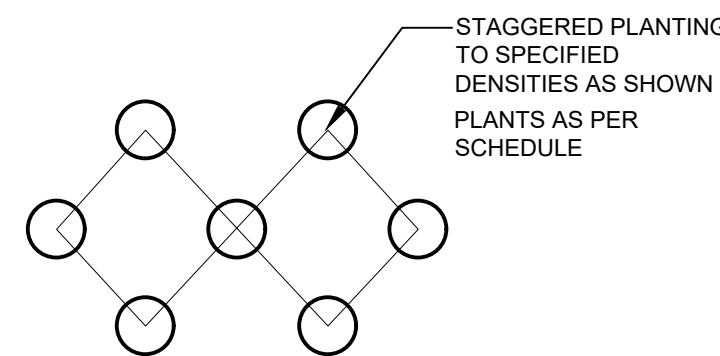 STAGGERED PLANTING
TO SPECIFIED
DENSITIES AS SHOWN
PLANTS AS PER
SCHEDULE